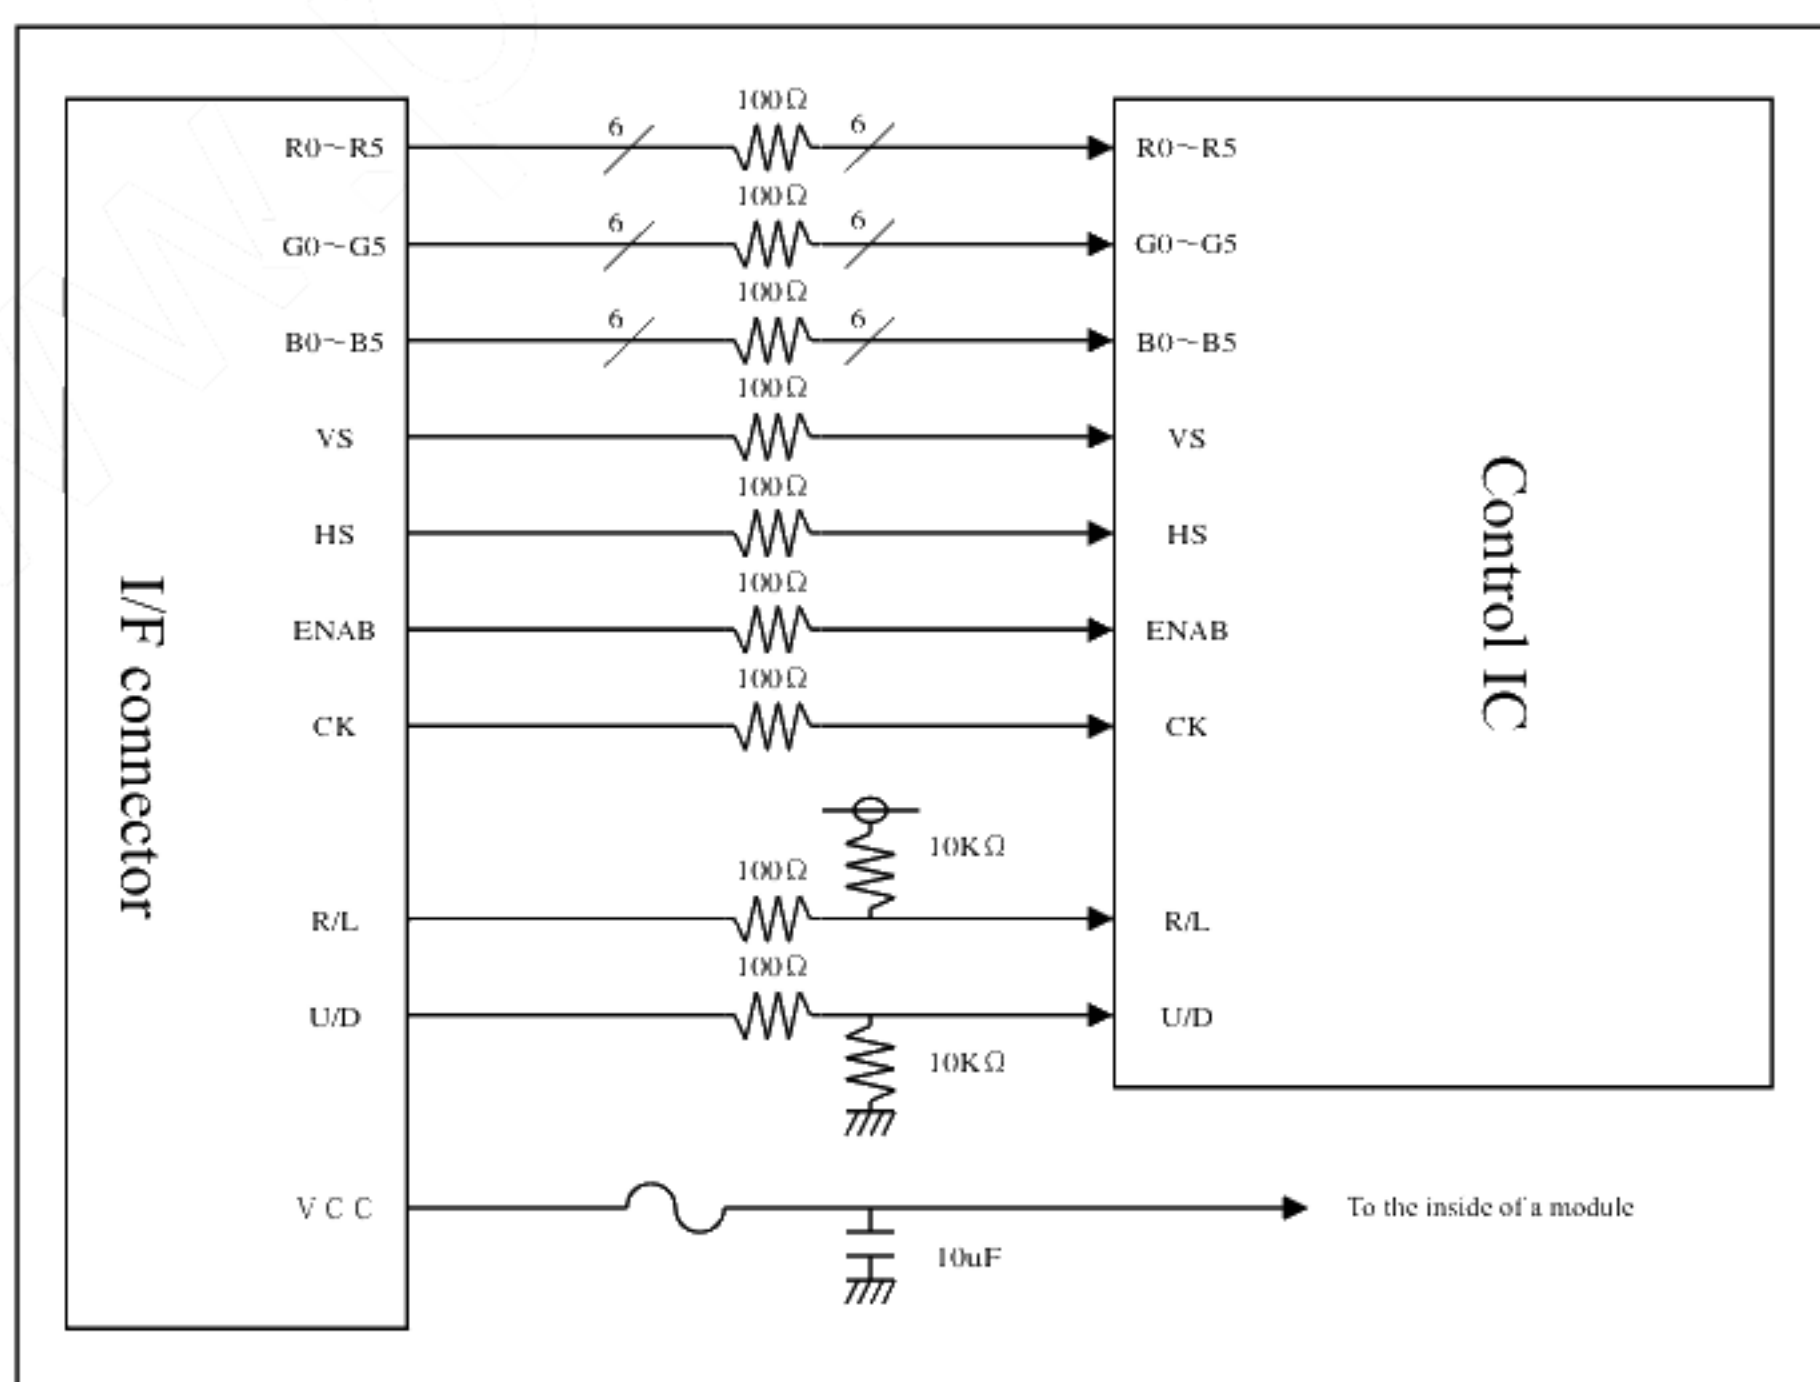 100Ω
R0~R5 6 6 R0~R5
100Ω
G0~G5 6 6 G0~G5
100Ω
B0~B5 6 6 B0~B5
100Ω
VS VS
100Ω
HS HS
100Ω
ENAB ENAB
100Ω
CK CK
10KΩ
100Ω
R/L R/L
100Ω
U/D U/D
10KΩ
VCC To the inside of a module
10uF
I/F connector
Control IC